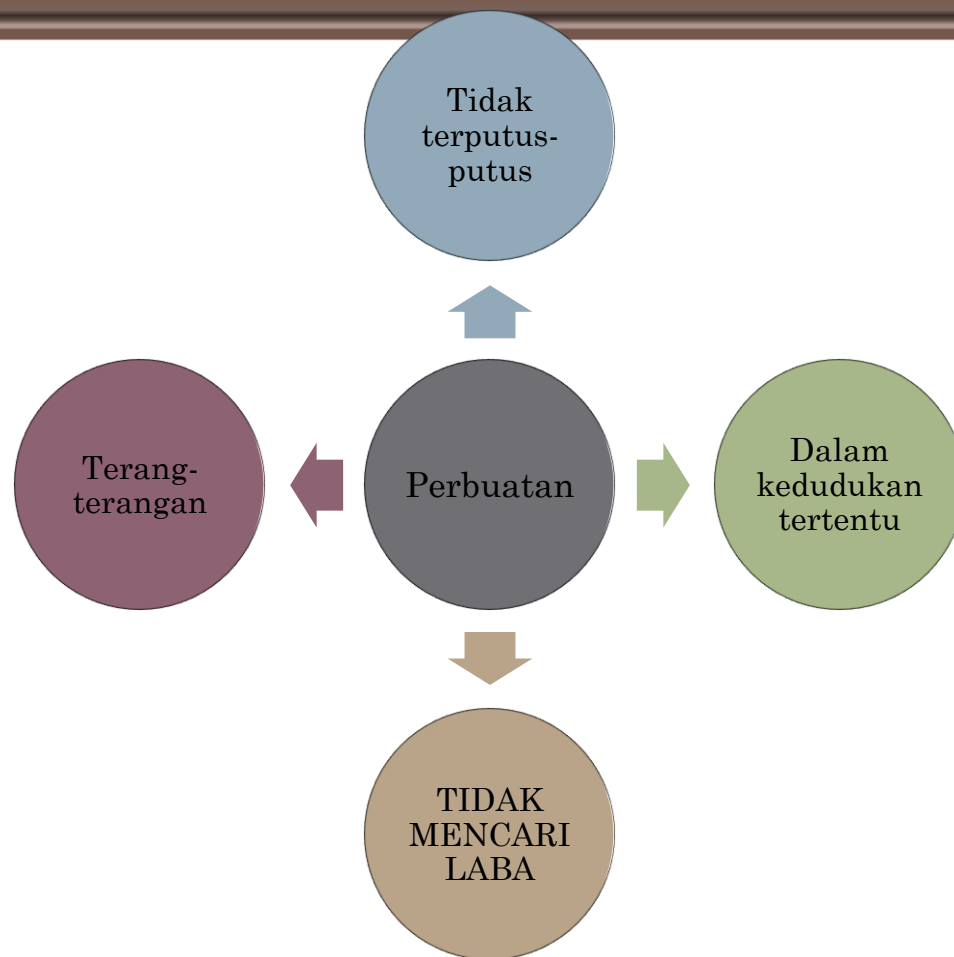 Tidak
terputus-
putus
Terang-
terangan
Perbuatan
Dalam
kedudukan
tertentu
TIDAK
MENCARI
LABA